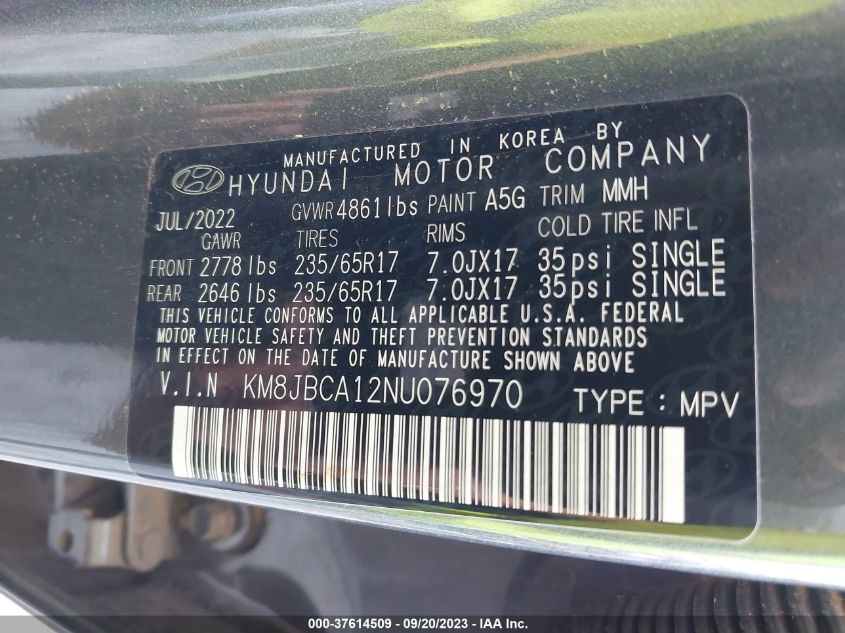 MANUFACTURED IN KOREA BY
HYUNDAI MOTOR COMPANY
JUL/2022 GVWR 4861lbs PAINT A5G TRIM MMH
GAWR TIRES RIMS COLD TIRE INFL
FRONT 2778 lbs 235/65R17 7.0JX17 35psi SINGLE
REAR 2646 lbs 235/65R17 7.0JX17 35psi SINGLE
THIS VEHICLE CONFORMS TO ALL APPLICABLE U.S.A. FEDERAL
MOTOR VEHICLE SAFETY AND THEFT PREVENTION STANDARDS
IN EFFECT ON THE DATE OF MANUFACTURE SHOWN ABOVE
V.I.N KM8JBCA12NU076970 TYPE : MPV
000-37614509 - 09/20/2023 - IAA Inc.